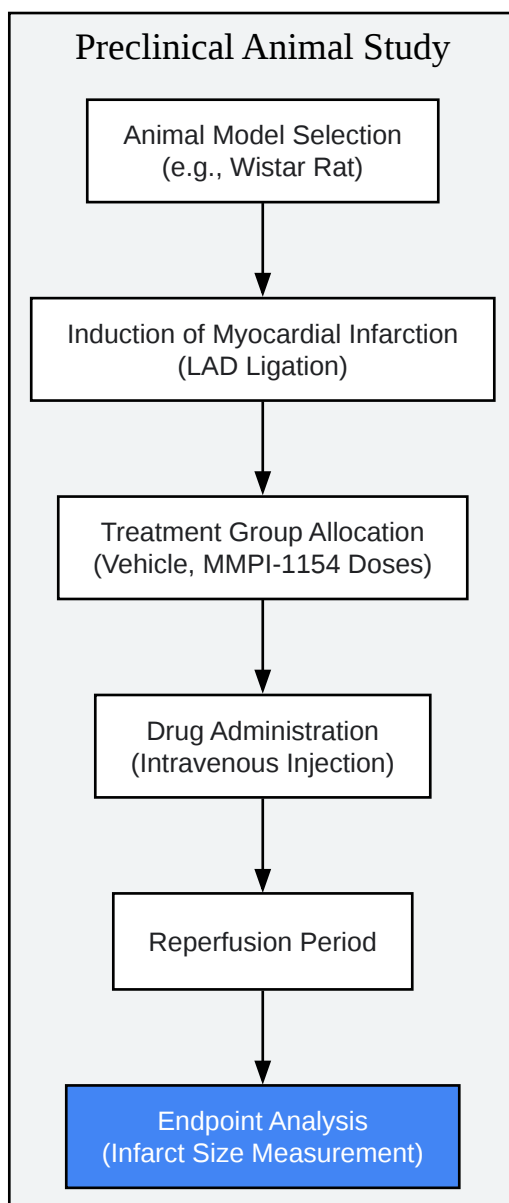 Preclinical Animal Study
Animal Model Selection
(e.g., Wistar Rat)
Induction of Myocardial Infarction
(LAD Ligation)
Treatment Group Allocation
(Vehicle, MMPI-1154 Doses)
Drug Administration
(Intravenous Injection)
Reperfusion Period
Endpoint Analysis
(Infarct Size Measurement)